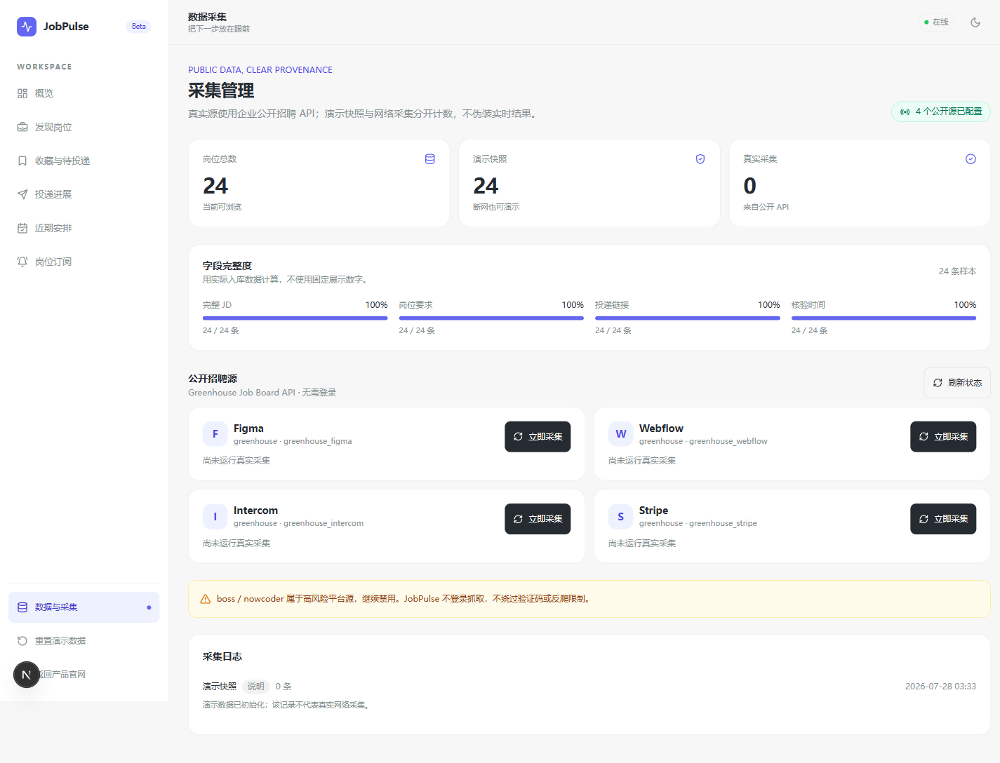 JobPulse
Beta
WORKSPACE
概览
发现岗位
收藏与待投递
投递进展
近期安排
岗位订阅
数据与采集
重置演示数据
N
返回产品官网
数据采集
把下一步放在眼前
在线
PUBLIC DATA, CLEAR PROVENANCE
采集管理
真实源使用企业公开招聘 API；演示快照与网络采集分开计数，不伪装实时结果。
4 个公开源已配置
岗位总数
24
当前可浏览
演示快照
24
断网也可演示
真实采集
0
来自公开 API
字段完整度
用实际入库数据计算，不使用固定展示数字。
24 条样本
完整 JD 100%
24 / 24 条
岗位要求 100%
24 / 24 条
投递链接 100%
24 / 24 条
核验时间 100%
24 / 24 条
公开招聘源
Greenhouse Job Board API · 无需登录
刷新状态
F
Figma
greenhouse · greenhouse_figma
立即采集
尚未运行真实采集
W
Webflow
greenhouse · greenhouse_webflow
立即采集
尚未运行真实采集
I
Intercom
greenhouse · greenhouse_intercom
立即采集
尚未运行真实采集
S
Stripe
greenhouse · greenhouse_stripe
立即采集
尚未运行真实采集
boss / nowcoder 属于高风险平台源，继续禁用。JobPulse 不登录抓取，不绕过验证码或反爬限制。
采集日志
演示快照 说明 0 条
2026-07-28 03:33
演示数据已初始化；该记录不代表真实网络采集。